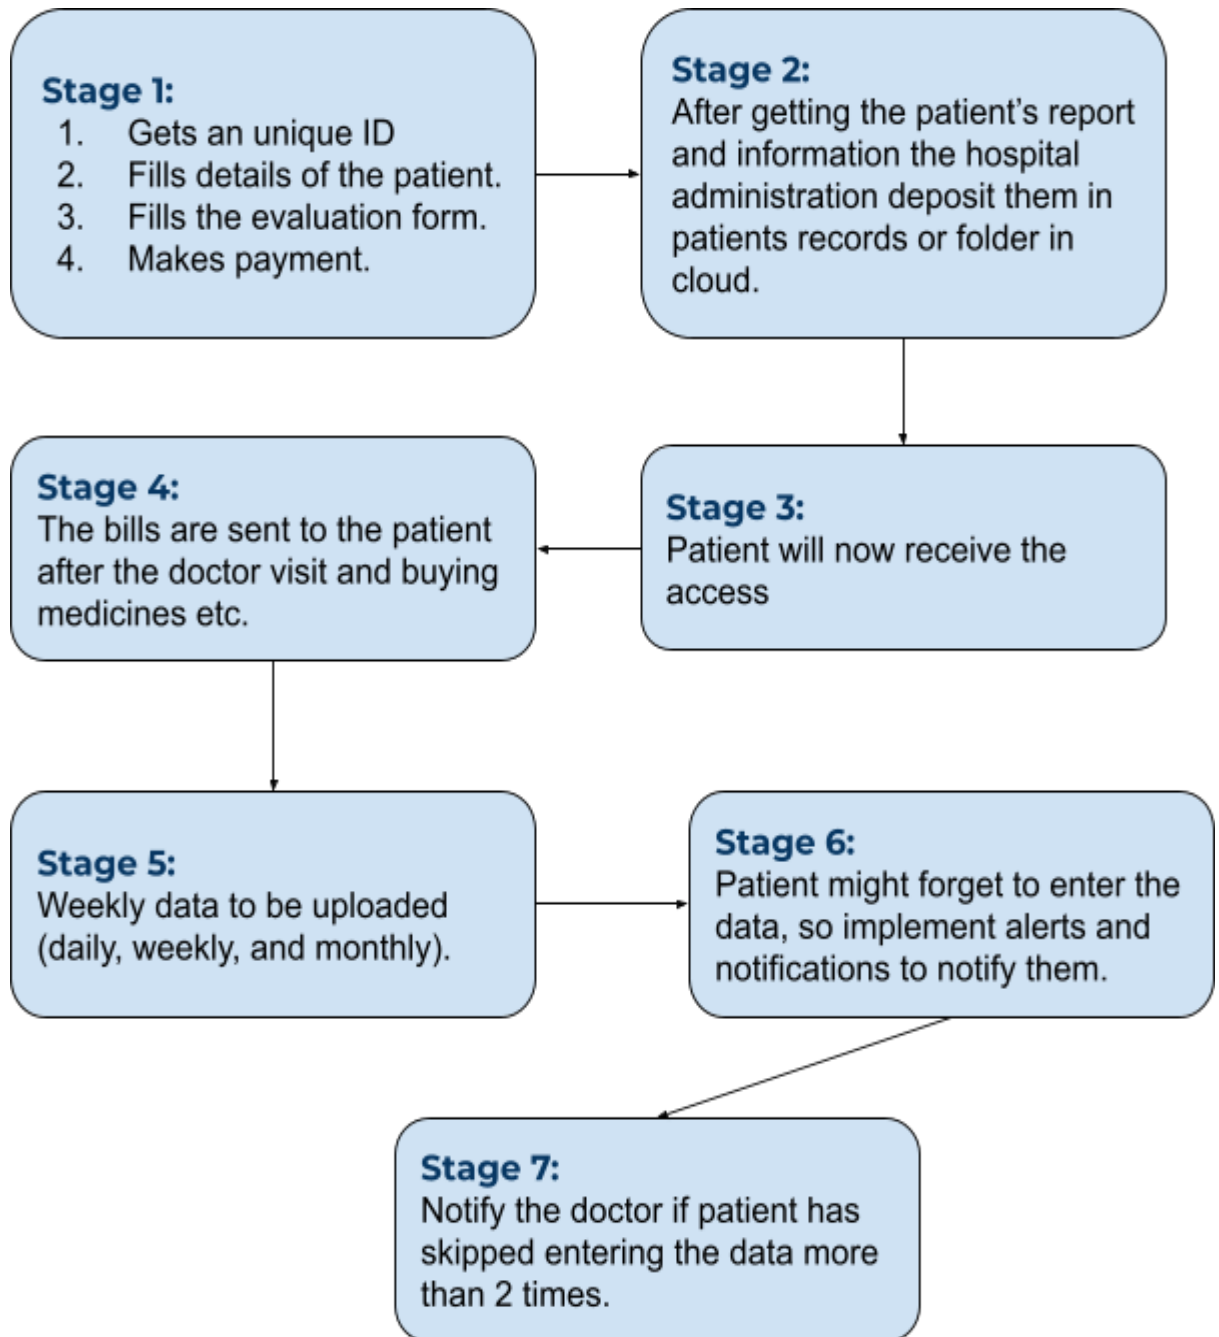 Stage 1:
1. Gets an unique ID
2. Fills details of the patient.
3. Fills the evaluation form.
4. Makes payment.
Stage 2:
After getting the patient's report
and information the hospital
administration deposit them in
patients records or folder in
cloud.
Stage 3:
Patient will now receive the
access
Stage 4:
The bills are sent to the patient
after the doctor visit and buying
medicines etc.
Stage 5:
Weekly data to be uploaded
(daily, weekly, and monthly).
Stage 6:
Patient might forget to enter the
data, so implement alerts and
notifications to notify them.
Stage 7:
Notify the doctor if patient has
skipped entering the data more
than 2 times.